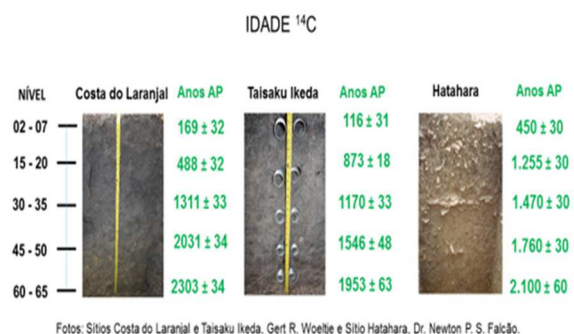 IDADE ¹⁴C
NÍVEL Costa do Laranjal Anos AP Taisaku Ikeda Anos AP Hatahara Anos AP
02 - 07 169 ± 32 116 ± 31 450 ± 30
15 - 20 488 ± 32 873 ± 18 1.255 ± 30
30 - 35 1311 ± 33 1170 ± 33 1.470 ± 30
45 - 50 2031 ± 34 1546 ± 48 1.760 ± 30
60 - 65 2303 ± 34 1953 ± 63 2.100 ± 60
Fotos: Sítios Costa do Laranjal e Taisaku Ikeda, Gert R. Woeltje e Sítio Hatahara, Dr. Newton P. S. Falcão.